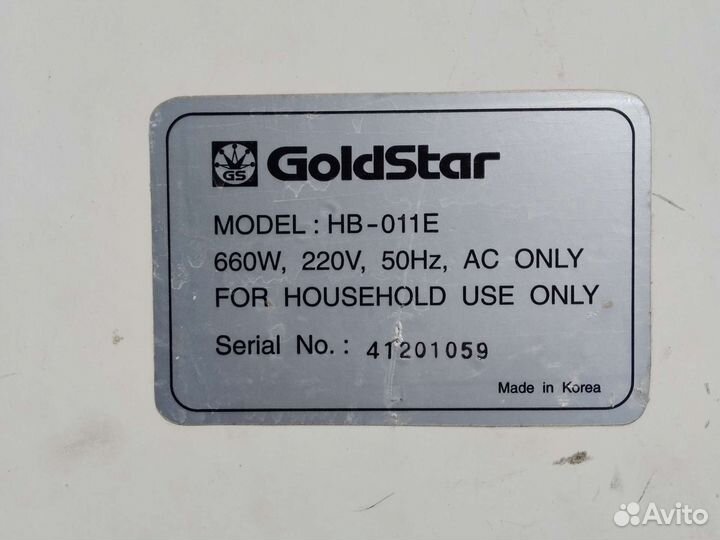 GS GoldStar
MODEL : HB-011E
660W, 220V, 50Hz, AC ONLY
FOR HOUSEHOLD USE ONLY
Serial No. : 41201059
Made in Korea
Avito